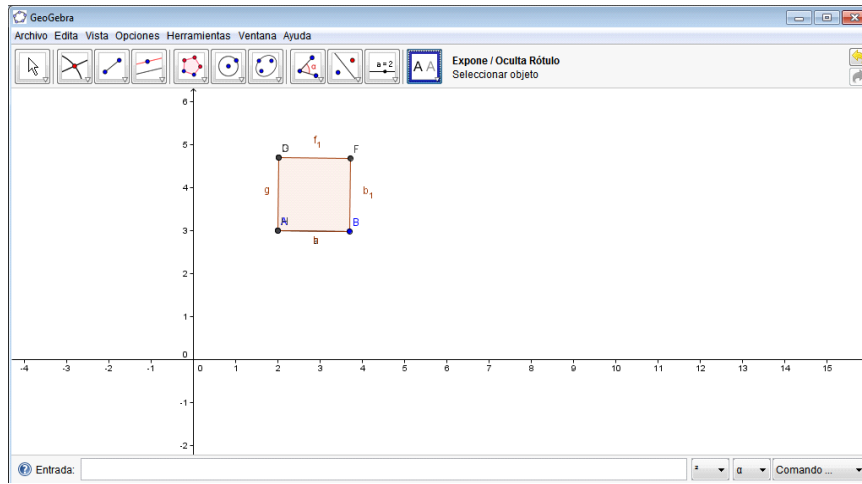 GeoGebra
Archivo Edita Vista Opciones Herramientas Ventana Ayuda
a=2
α
A A
Expone / Oculta Rótulo
Seleccionar objeto
6
5
4
3
2
1
0
-1
-2
-4 -3 -2 -1 0 1 2 3 4 5 6 7 8 9 10 11 12 13 14 15
f₁
F
g
b₁
B
Entrada:
α
Comando ...